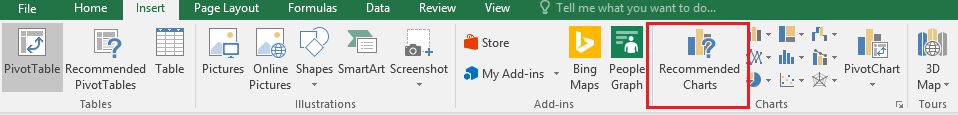 File Home Insert Page Layout Formulas Data Review View Tell me what you want to do...
PivotTable Recommended PivotTables Table
Tables
Pictures Online Pictures Shapes SmartArt Screenshot
Illustrations
Store
My Add-ins
Bing Maps People Graph
Add-ins
Recommended Charts
PivotChart
Charts
3D Map
Tours